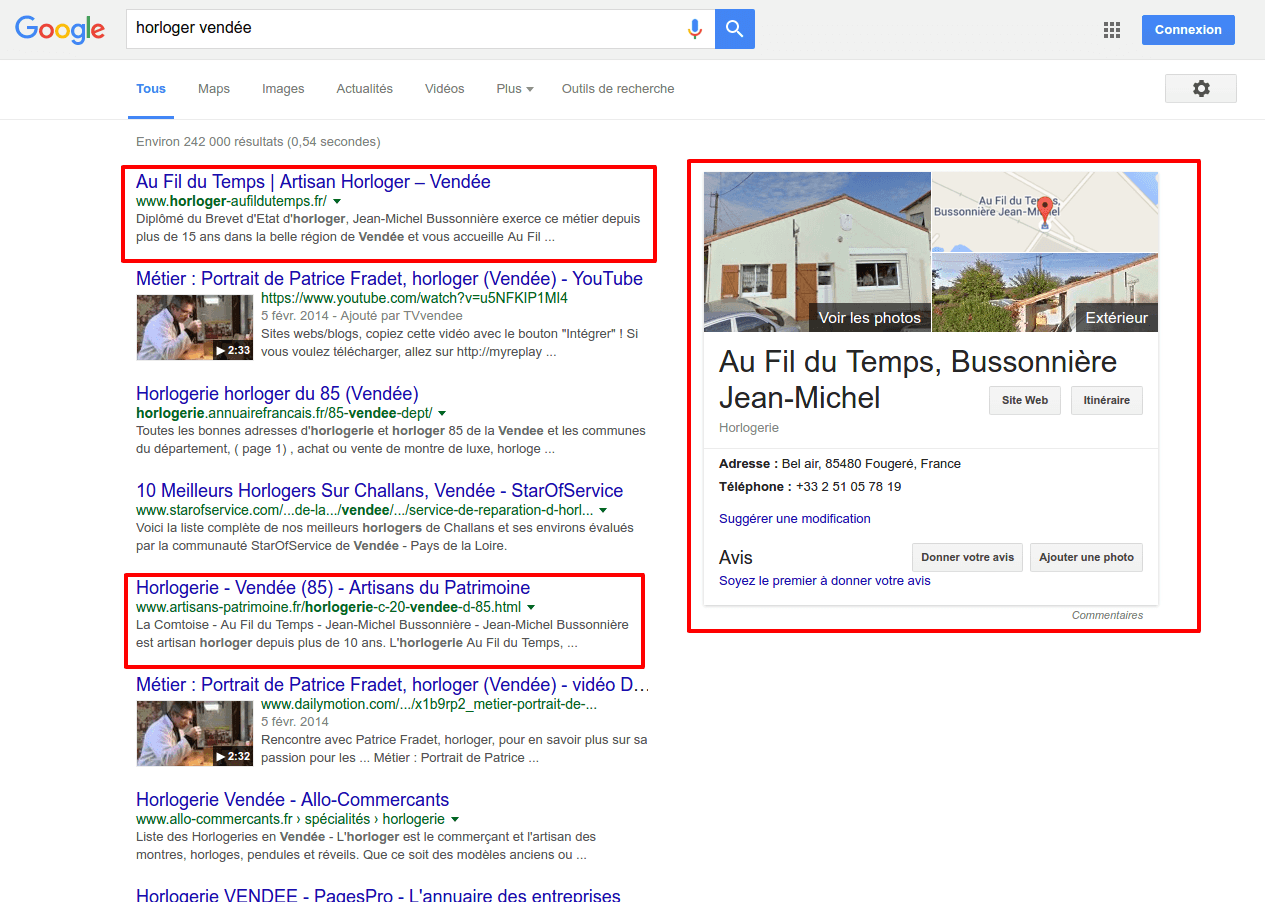 Google
horloger vendée
Connexion
Tous Maps Images Actualités Vidéos Plus Outils de recherche
Environ 242 000 résultats (0,54 secondes)
Au Fil du Temps | Artisan Horloger – Vendée
www.horloger-aufildutemps.fr/
Diplômé du Brevet d'Etat d'horloger, Jean-Michel Bussonnière exerce ce métier depuis
plus de 15 ans dans la belle région de Vendée et vous accueille Au Fil ...
Métier : Portrait de Patrice Fradet, horloger (Vendée) - YouTube
https://www.youtube.com/watch?v=u5NFKIP1MI4
5 févr. 2014 - Ajouté par TVvendee
Sites webs/blogs, copiez cette vidéo avec le bouton "Intégrer" ! Si
vous voulez télécharger, allez sur http://myreplay ...
2:33
Horlogerie horloger du 85 (Vendée)
horlogerie.annuairefrancais.fr/85-vendee-dept/
Toutes les bonnes adresses d'horlogerie et horloger 85 de la Vendee et les communes
du département, ( page 1) , achat ou vente de montre de luxe, horloge ...
10 Meilleurs Horlogers Sur Challans, Vendée - StarOfService
www.starofservice.com/...de-la.../vendee/.../service-de-reparation-d-horl...
Voici la liste complète de nos meilleurs horlogers de Challans et ses environs évalués
par la communauté StarOfService de Vendée - Pays de la Loire.
Horlogerie - Vendée (85) - Artisans du Patrimoine
www.artisans-patrimoine.fr/horlogerie-c-20-vendee-d-85.html
La Comtoise - Au Fil du Temps - Jean-Michel Bussonnière - Jean-Michel Bussonnière
est artisan horloger depuis plus de 10 ans. L'horlogerie Au Fil du Temps, ...
Métier : Portrait de Patrice Fradet, horloger (Vendée) - vidéo D...
www.dailymotion.com/.../x1b9rp2_metier-portrait-de-...
5 févr. 2014
Rencontre avec Patrice Fradet, horloger, pour en savoir plus sur sa
passion pour les ... Métier : Portrait de Patrice ...
2:32
Horlogerie Vendée - Allo-Commercants
www.allo-commercants.fr › spécialités › horlogerie
Liste des Horlogeries en Vendée - L'horloger est le commerçant et l'artisan des
montres, horloges, pendules et réveils. Que ce soit des modèles anciens ou ...
Horlogerie VENDEE - PagesPro - L'annuaire des entreprises
Au Fil du Temps,
Bussonnière Jean-Michel
Voir les photos
Extérieur
Au Fil du Temps, Bussonnière
Jean-Michel
Site Web Itinéraire
Horlogerie
Adresse : Bel air, 85480 Fougeré, France
Téléphone : +33 2 51 05 78 19
Suggérer une modification
Avis
Donner votre avis Ajouter une photo
Soyez le premier à donner votre avis
Commentaires